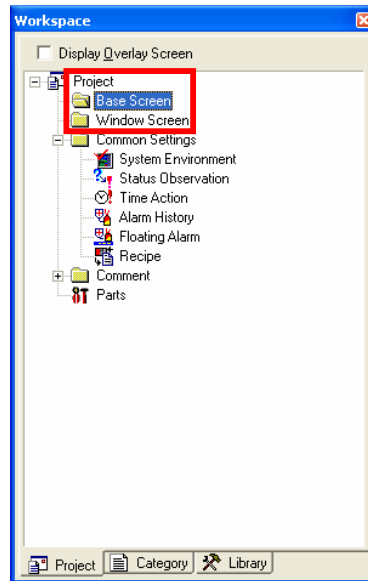 Workspace
Display Overlay Screen
Project
Base Screen
Window Screen
Common Settings
System Environment
Status Observation
Time Action
Alarm History
Floating Alarm
Recipe
Comment
Parts
Project Category Library